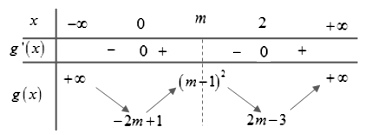 x −∞ 0 m 2 +∞
g'(x) − 0 + − 0 +
g(x) +∞ −2m+1 (m−1)² 2m−3 +∞